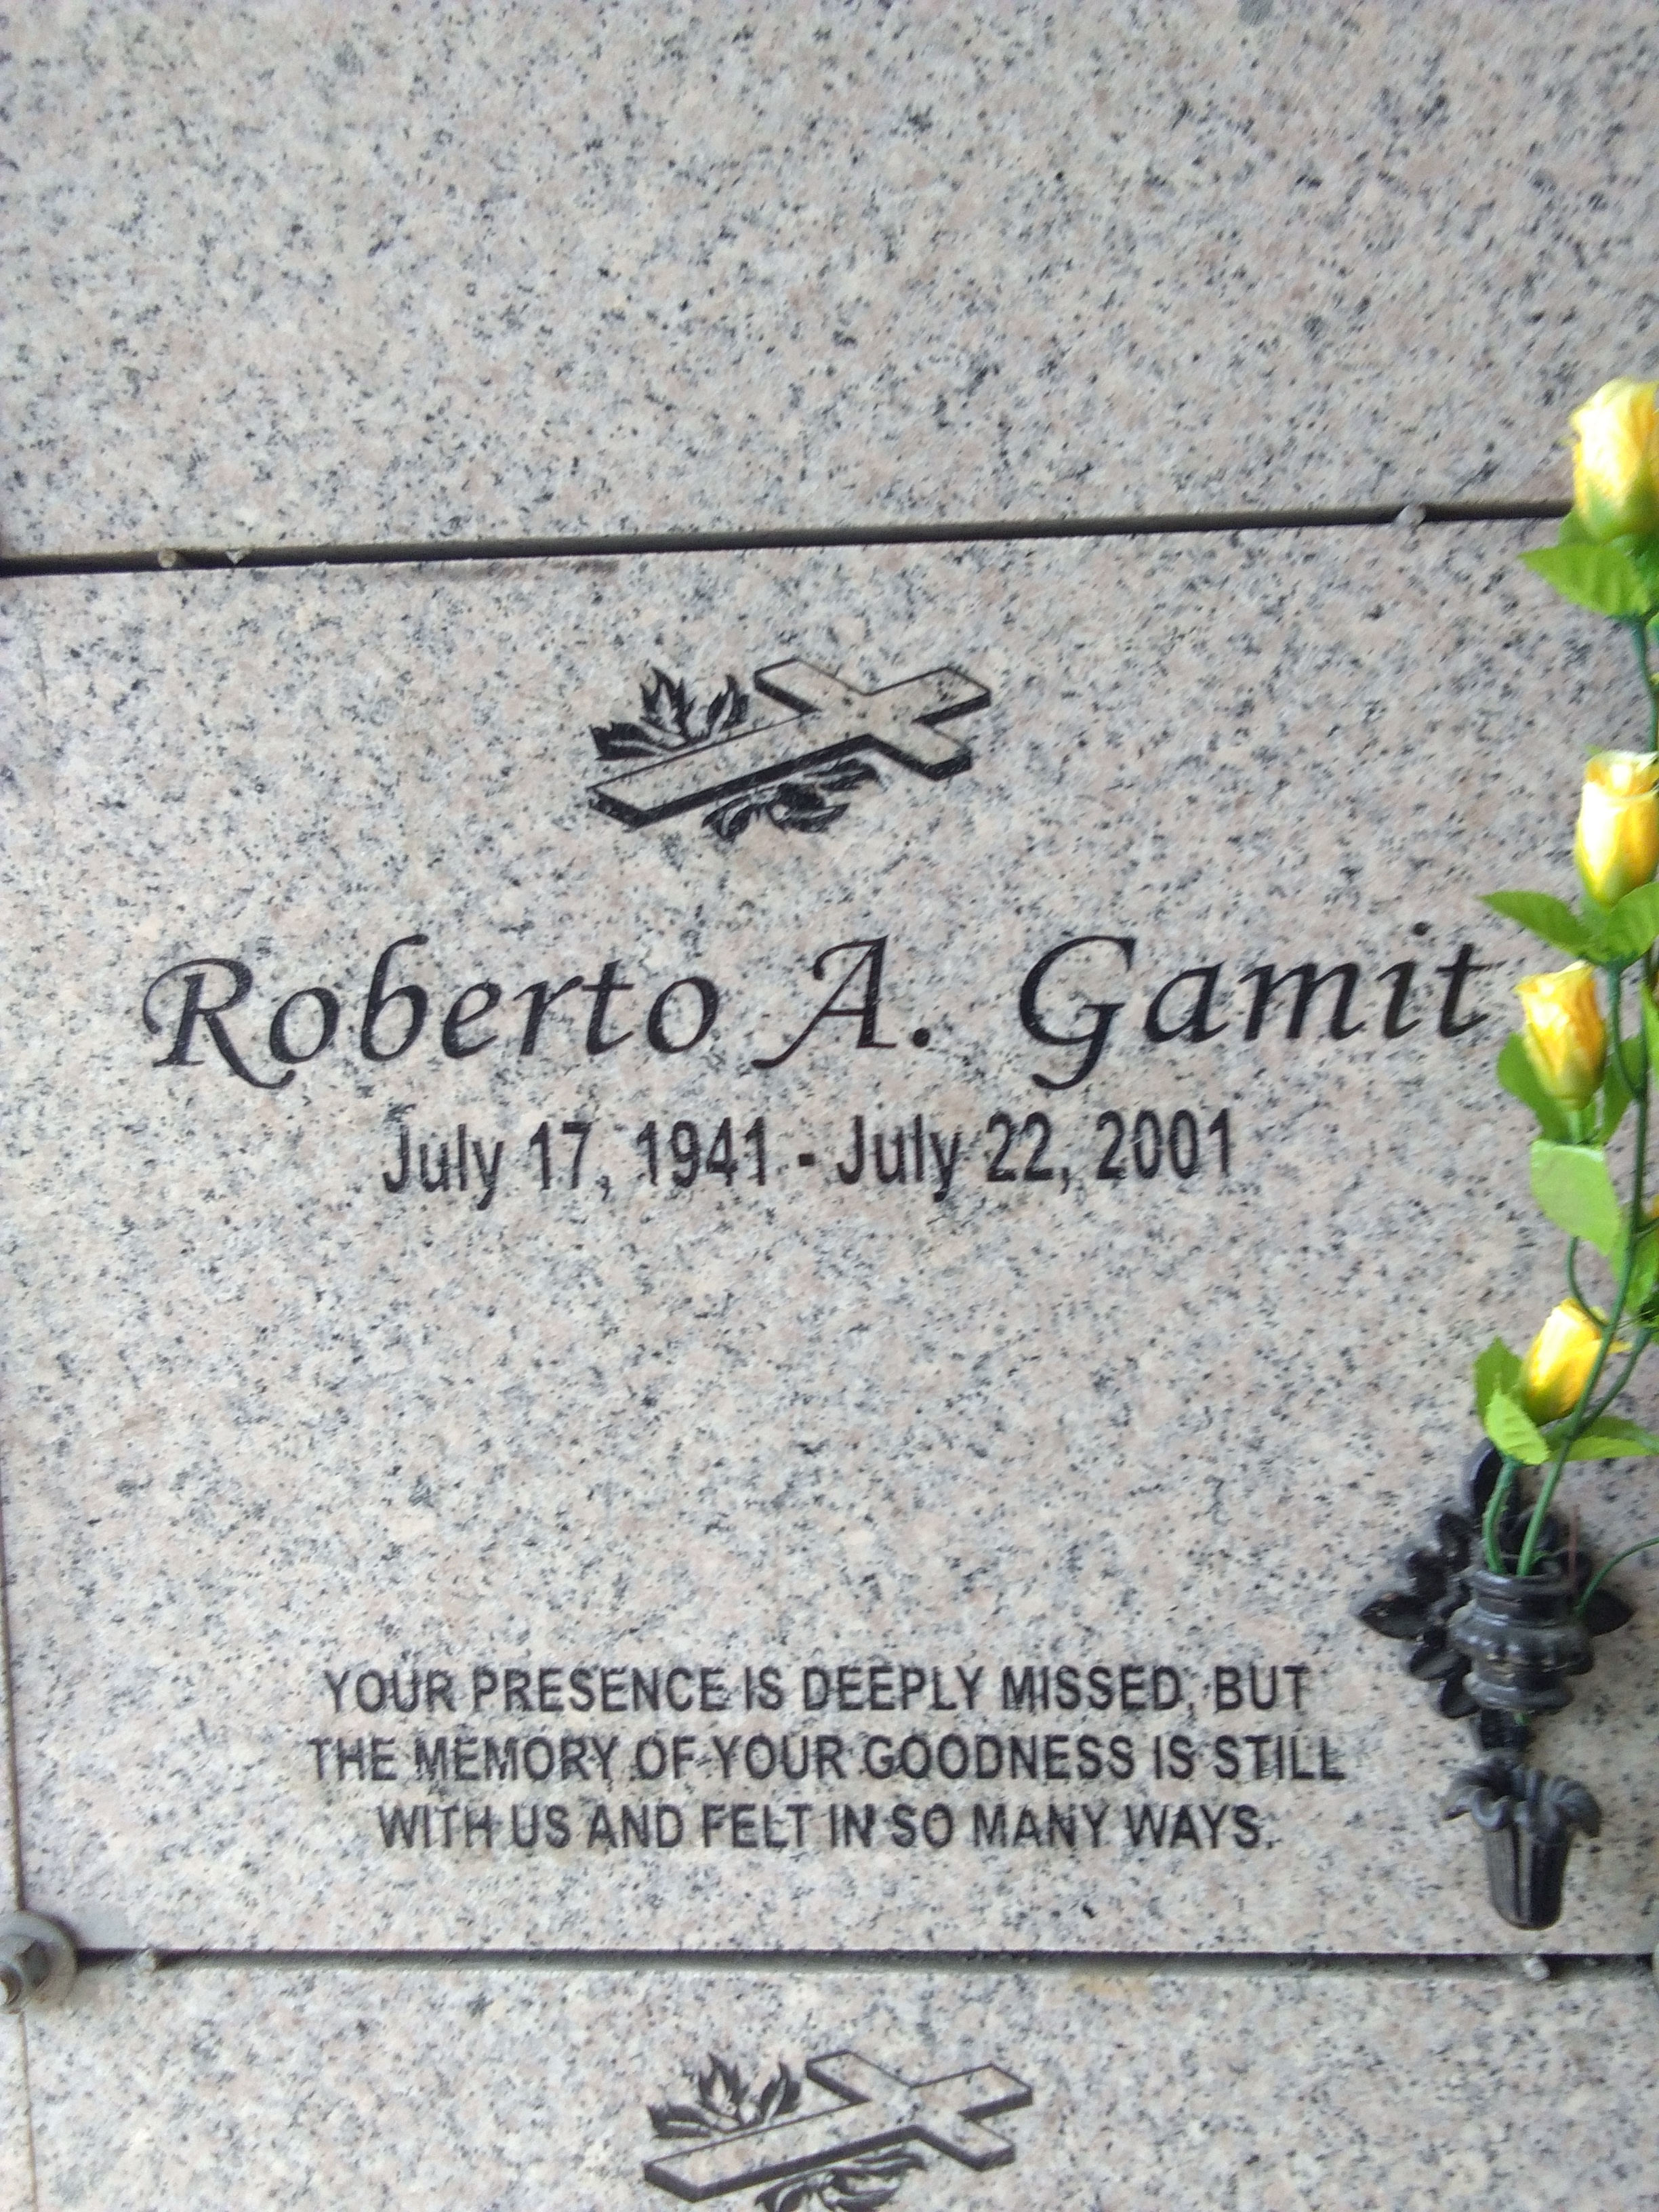 Roberto A. Gamit
July 17, 1941 - July 22, 2001
YOUR PRESENCE IS DEEPLY MISSED, BUT
THE MEMORY OF YOUR GOODNESS IS STILL
WITH US AND FELT IN SO MANY WAYS.